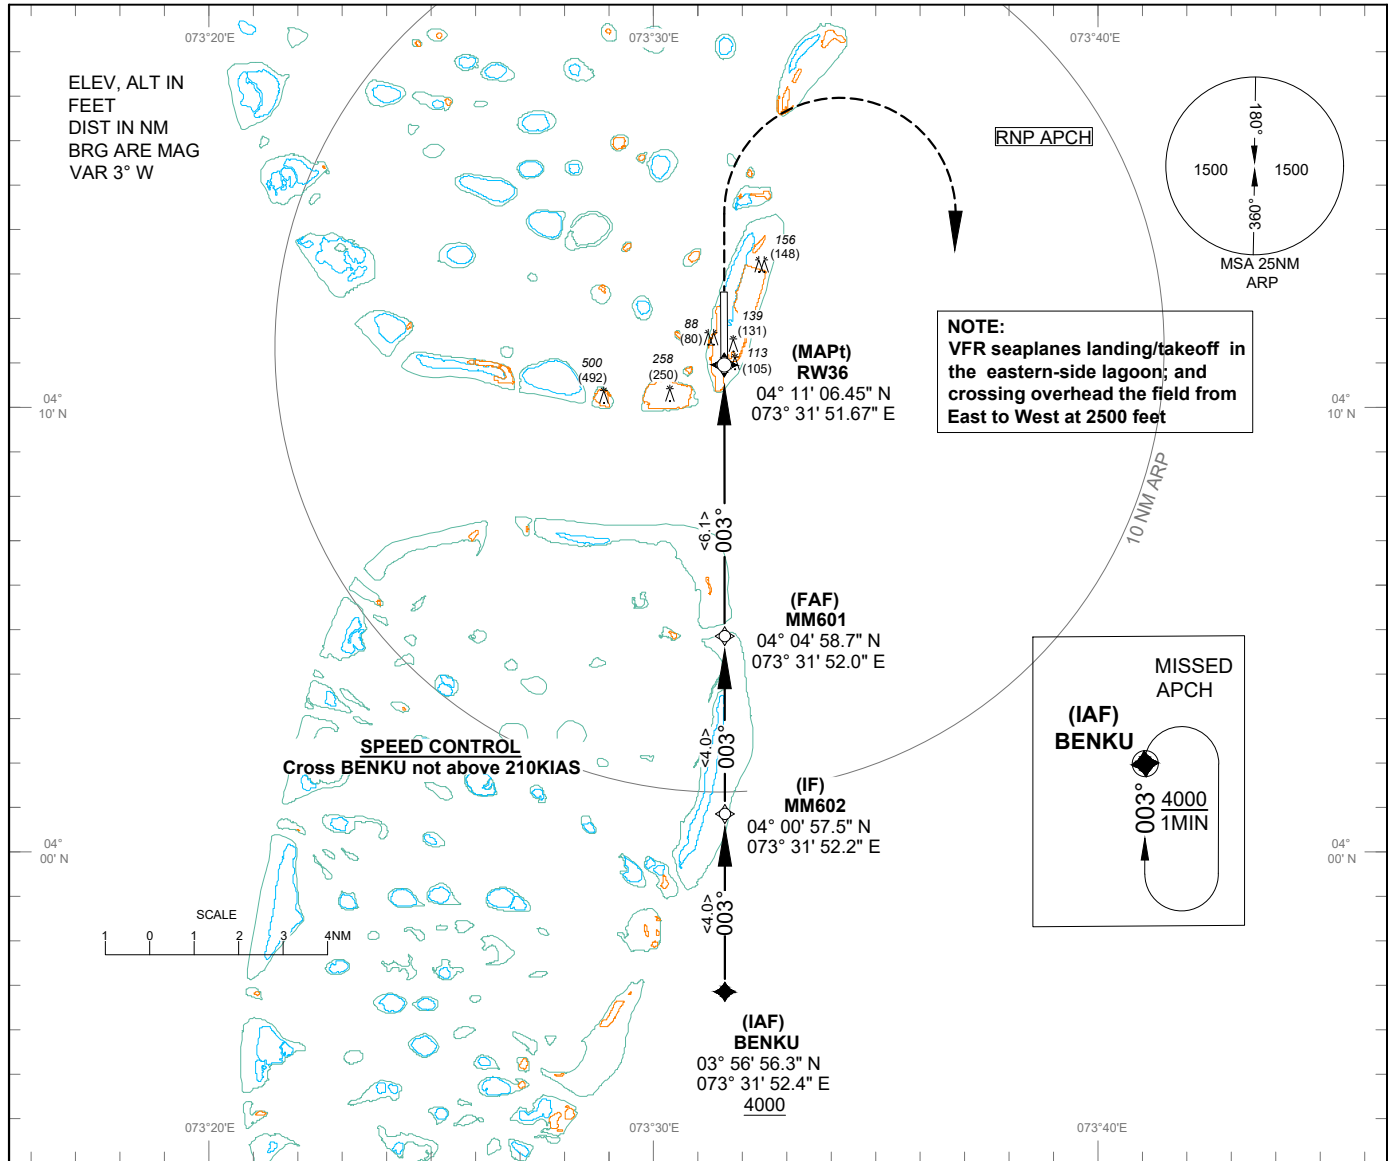 073°20'E
073°30'E
073°40'E
ELEV, ALT IN
FEET
DIST IN NM
BRG ARE MAG
VAR 3° W
RNP APCH
180°
1500
1500
360°
MSA 25NM
ARP
156
(148)
139
(131)
88
(80)
113
(105)
500
(492)
258
(250)
(MAPt)
RW36
04° 11' 06.45" N
073° 31' 51.67" E
NOTE:
VFR seaplanes landing/takeoff in
the eastern-side lagoon; and
crossing overhead the field from
East to West at 2500 feet
04°
10' N
04°
10' N
10 NM ARP
<6.1>
003°
(FAF)
MM601
04° 04' 58.7" N
073° 31' 52.0" E
<4.0>
003°
SPEED CONTROL
Cross BENKU not above 210KIAS
(IF)
MM602
04° 00' 57.5" N
073° 31' 52.2" E
MISSED
APCH
(IAF)
BENKU
003°
4000
1MIN
04°
00' N
04°
00' N
<4.0>
003°
SCALE
1 0 1 2 3 4NM
(IAF)
BENKU
03° 56' 56.3" N
073° 31' 52.4" E
4000
073°20'E
073°30'E
073°40'E